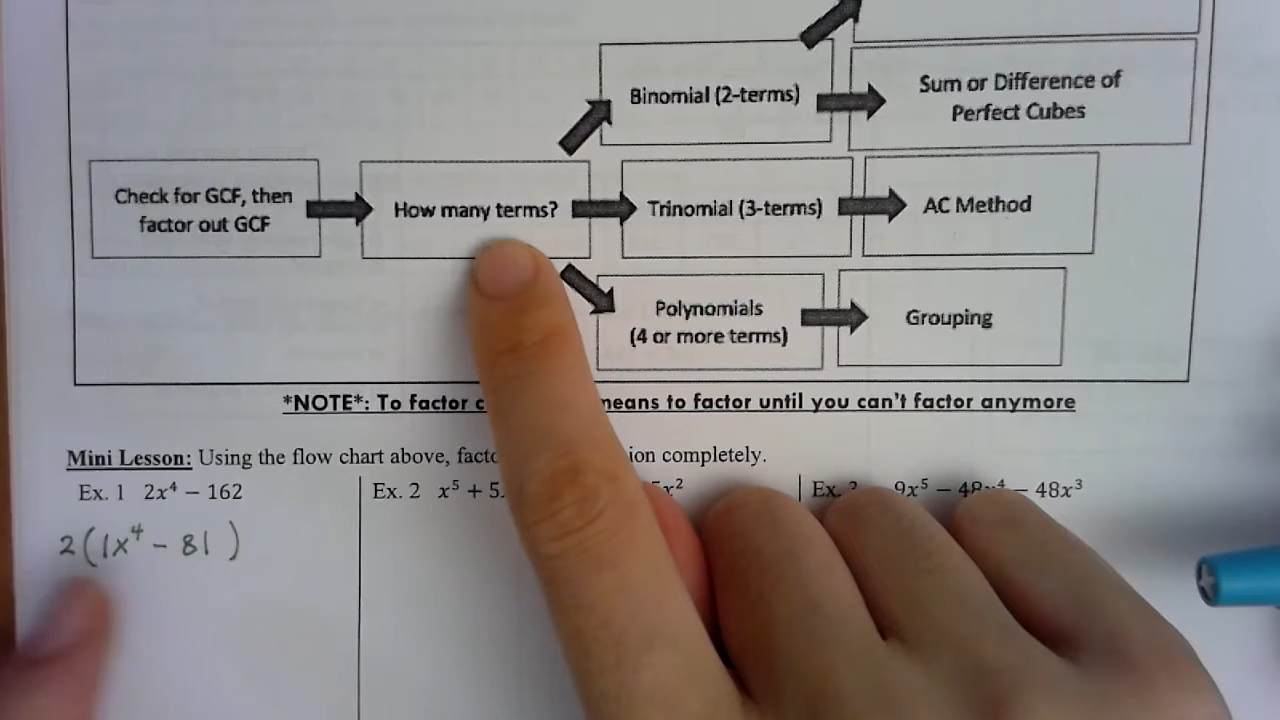 Binomial (2-terms)
Sum or Difference of
Perfect Cubes
Check for GCF, then
factor out GCF
How many terms?
Trinomial (3-terms)
AC Method
Polynomials
(4 or more terms)
Grouping
*NOTE*: To factor means to factor until you can't factor anymore
Mini Lesson: Using the flow chart above, completely.
Ex. 1 2x⁴ – 162
Ex. 2 x⁵ + 5 x²
Ex. 9x⁵ – 48x⁴ – 48x³
2(1x⁴ – 81)